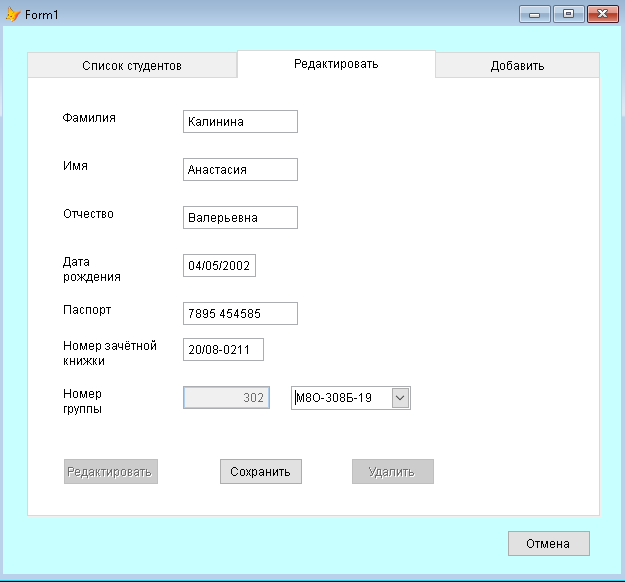 Form1
Список студентов
Редактировать
Добавить
Фамилия
Калинина
Имя
Анастасия
Отчество
Валерьевна
Дата
рождения
04/05/2002
Паспорт
7895 454585
Номер зачётной
книжки
20/08-0211
Номер
группы
302
М8О-308Б-19
Редактировать
Сохранить
Удалить
Отмена